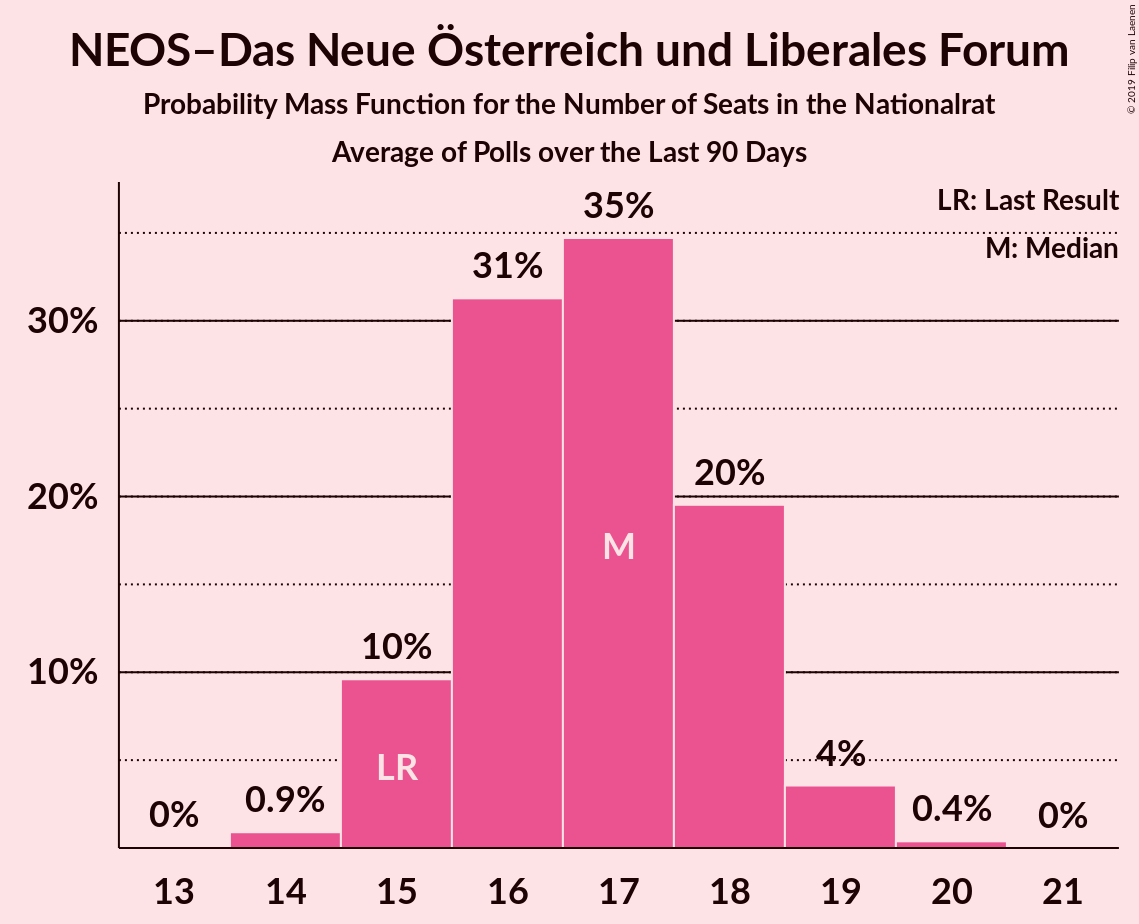 NEOS–Das Neue Österreich und Liberales Forum
Probability Mass Function for the Number of Seats in the Nationalrat
Average of Polls over the Last 90 Days
© 2019 Filip van Laenen
LR: Last Result
M: Median
35%
31%
30%
20%
20%
M
10%
10%
LR
4%
0%
0.9%
0.4%
0%
13 14 15 16 17 18 19 20 21